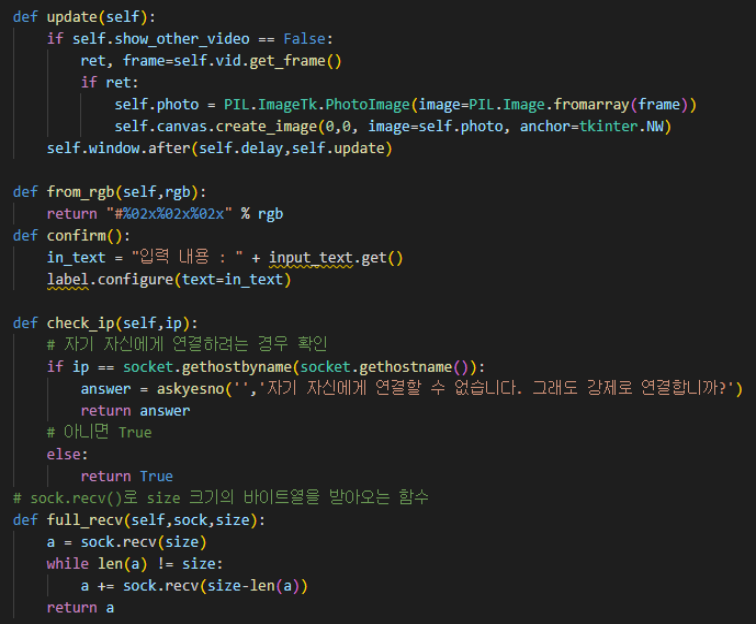 def update(self):
    if self.show_other_video == False:
        ret, frame=self.vid.get_frame()
        if ret:
            self.photo = PIL.ImageTk.PhotoImage(image=PIL.Image.fromarray(frame))
            self.canvas.create_image(0,0, image=self.photo, anchor=tkinter.NW)
    self.window.after(self.delay,self.update)

def from_rgb(self,rgb):
    return "#%02x%02x%02x" % rgb
def confirm():
    in_text = "입력 내용 : " + input_text.get()
    label.configure(text=in_text)

def check_ip(self,ip):
    # 자기 자신에게 연결하려는 경우 확인
    if ip == socket.gethostbyname(socket.gethostname()):
        answer = askyesno('','자기 자신에게 연결할 수 없습니다. 그래도 강제로 연결합니까?')
        return answer
    # 아니면 True
    else:
        return True
# sock.recv()로 size 크기의 바이트열을 받아오는 함수
def full_recv(self,sock,size):
    a = sock.recv(size)
    while len(a) != size:
        a += sock.recv(size-len(a))
    return a